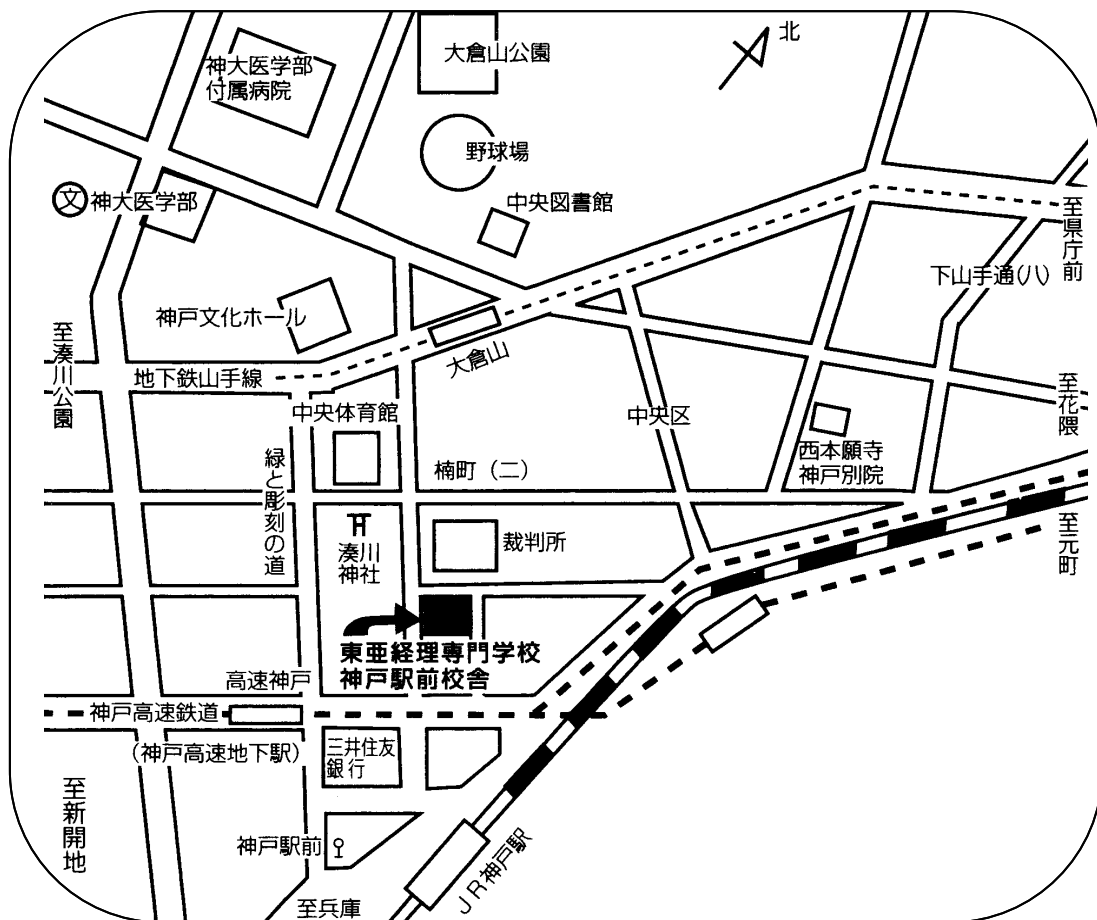 大倉山公園
北
神大医学部
付属病院
野球場
文
神大医学部
中央図書館
至県庁前
下山手通(八)
神戸文化ホール
至湊川公園
大倉山
地下鉄山手線
至花隈
中央体育館
中央区
西本願寺
神戸別院
楠町(二)
緑と彫刻の道
湊川
神社
裁判所
至元町
東亜経理専門学校
神戸駅前校舎
高速神戸
神戸高速鉄道
(神戸高速地下駅)
三井住友
銀行
至新開地
神戸駅前
JR神戸駅
至兵庫